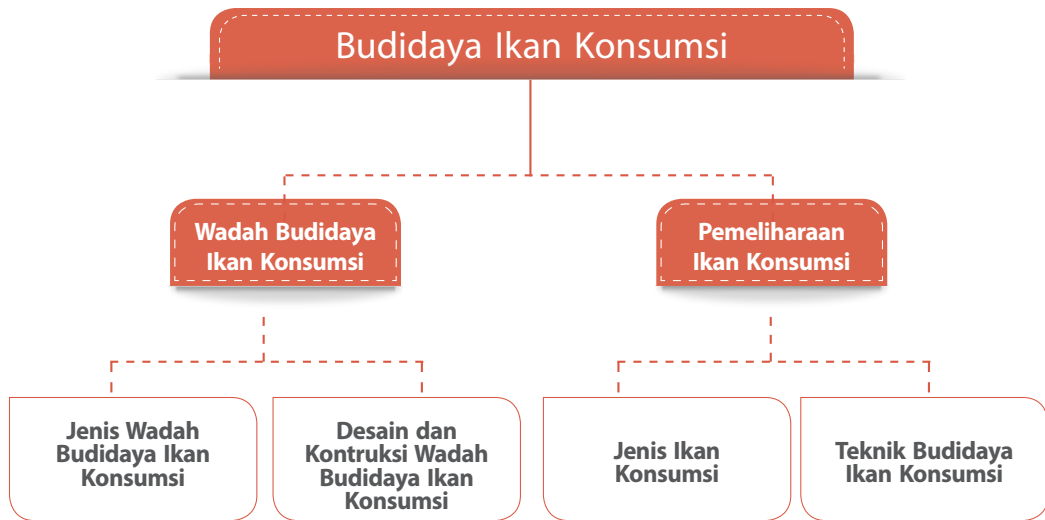 Budidaya Ikan Konsumsi
Wadah Budidaya
Ikan Konsumsi
Pemeliharaan
Ikan Konsumsi
Jenis Wadah
Budidaya Ikan
Konsumsi
Desain dan
Kontruksi Wadah
Budidaya Ikan
Konsumsi
Jenis Ikan
Konsumsi
Teknik Budidaya
Ikan Konsumsi